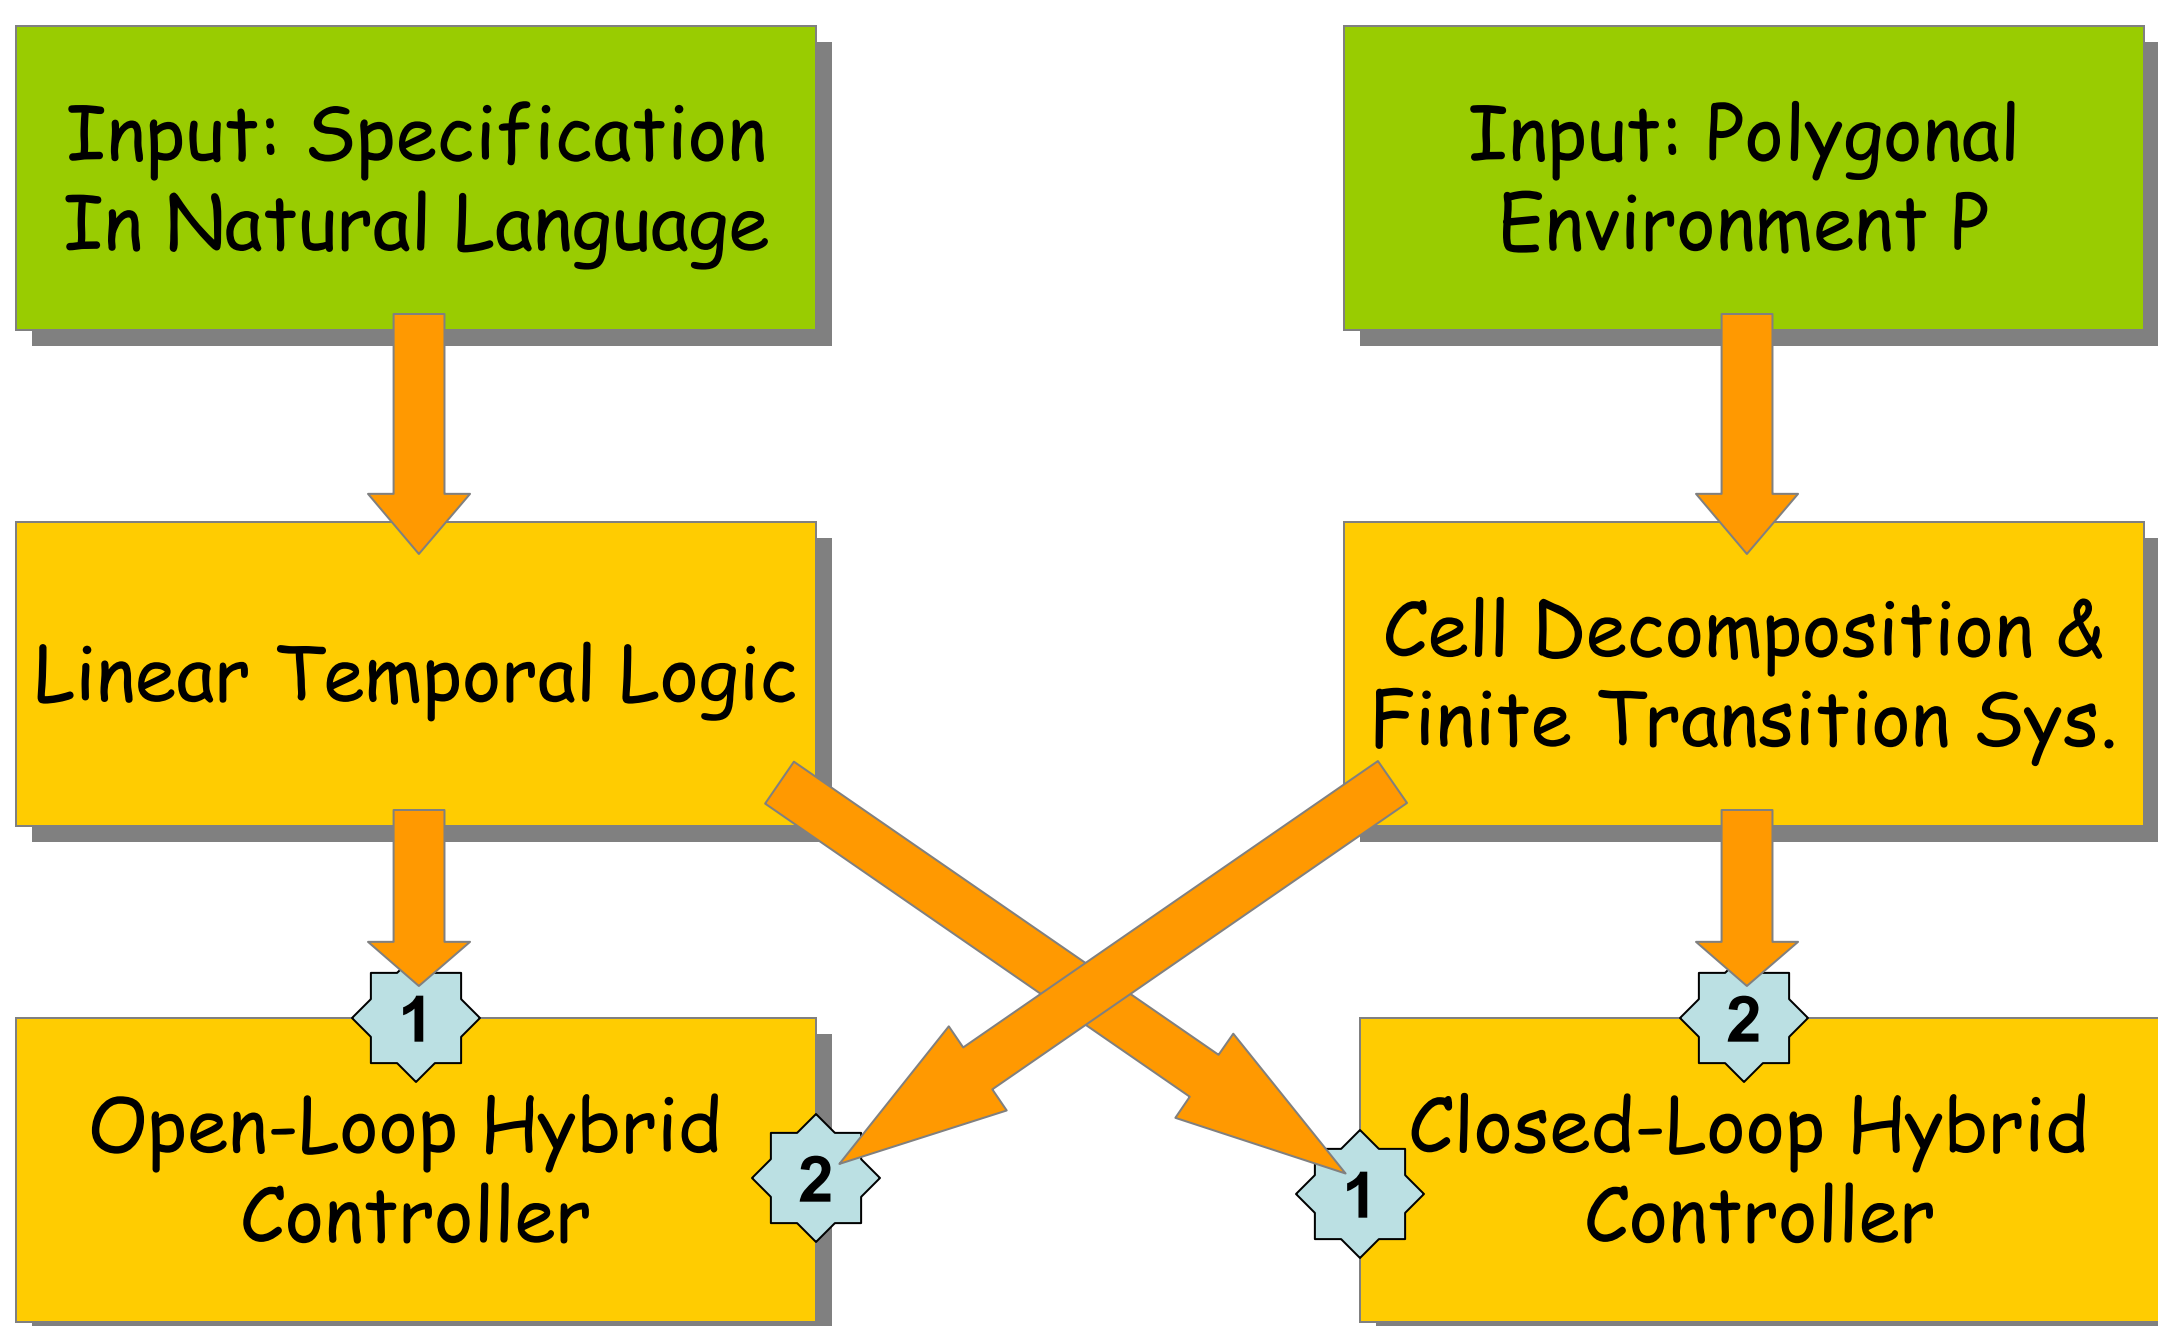 Input: Specification
In Natural Language
Input: Polygonal
Environment P
Linear Temporal Logic
Cell Decomposition &
Finite Transition Sys.
1
Open-Loop Hybrid
Controller
2
2
Closed-Loop Hybrid
Controller
1